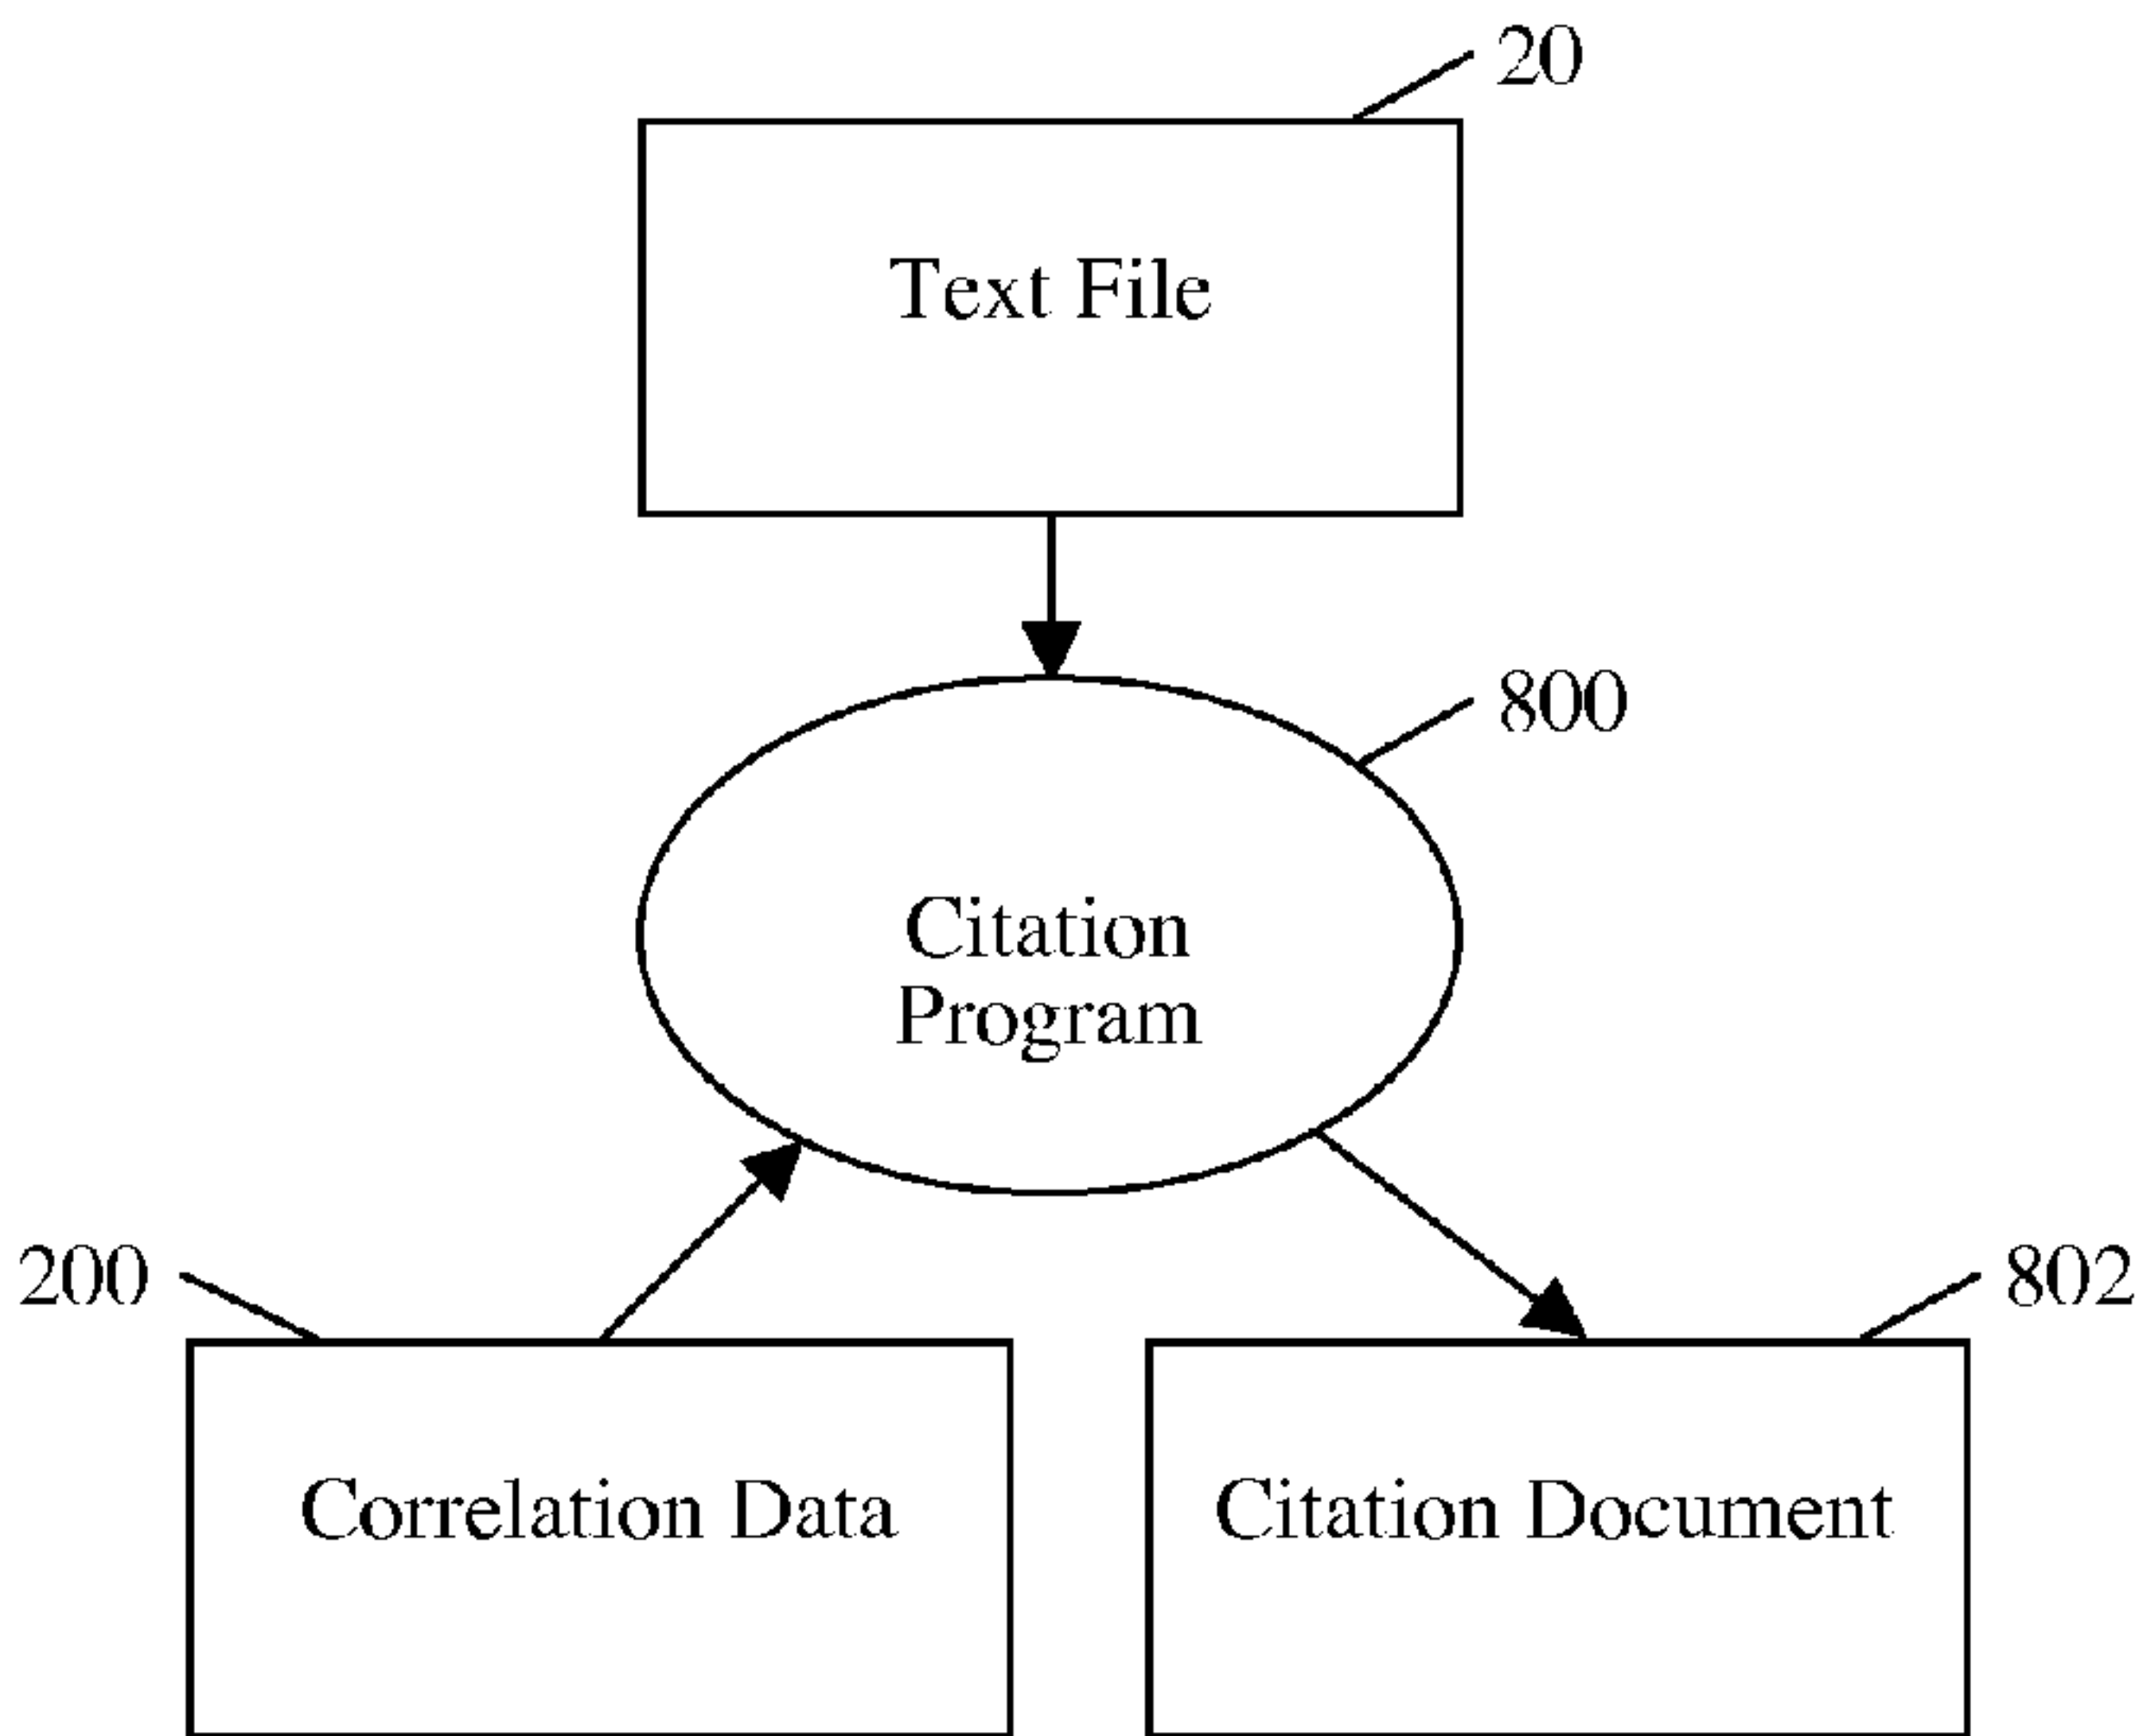 20
Text File
800
Citation
Program
200
802
Correlation Data
Citation Document